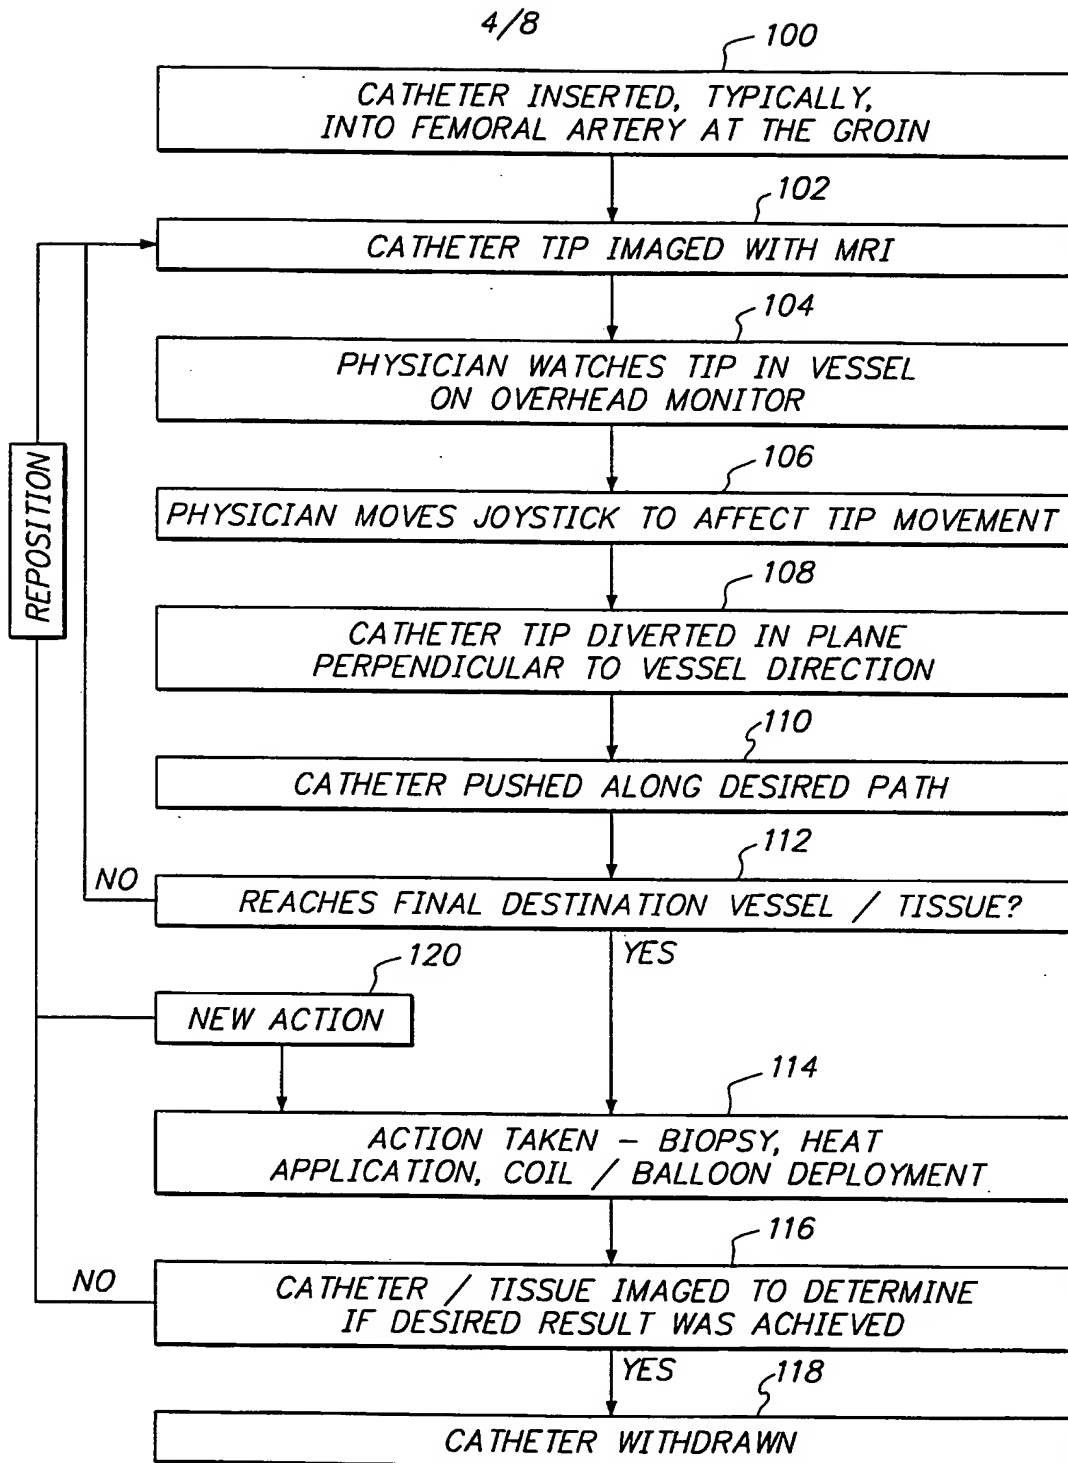 4/8
100
CATHETER INSERTED, TYPICALLY,
INTO FEMORAL ARTERY AT THE GROIN
102
CATHETER TIP IMAGED WITH MRI
104
PHYSICIAN WATCHES TIP IN VESSEL
ON OVERHEAD MONITOR
REPOSITION
106
PHYSICIAN MOVES JOYSTICK TO AFFECT TIP MOVEMENT
108
CATHETER TIP DIVERTED IN PLANE
PERPENDICULAR TO VESSEL DIRECTION
110
CATHETER PUSHED ALONG DESIRED PATH
112
NO
REACHES FINAL DESTINATION VESSEL / TISSUE?
YES
120
NEW ACTION
114
ACTION TAKEN – BIOPSY, HEAT
APPLICATION, COIL / BALLOON DEPLOYMENT
116
NO
CATHETER / TISSUE IMAGED TO DETERMINE
IF DESIRED RESULT WAS ACHIEVED
YES
118
CATHETER WITHDRAWN